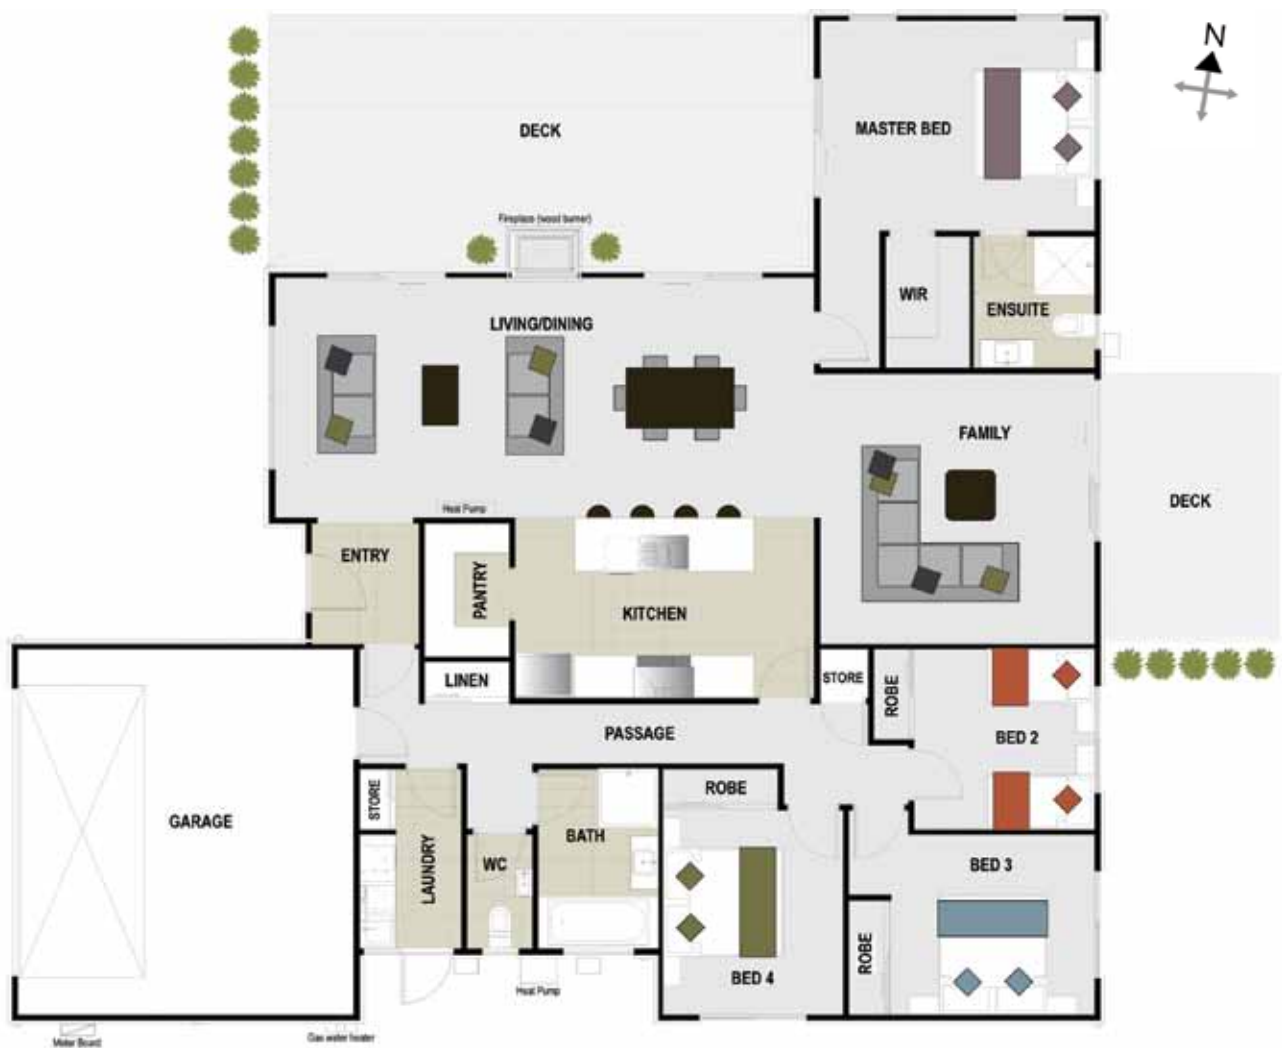 N
DECK
MASTER BED
Fireplace (wood burner)
WIR
ENSUITE
LIVING/DINING
FAMILY
DECK
Heat Pump
ENTRY
PANTRY
KITCHEN
LINEN
STORE
ROBE
BED 2
PASSAGE
GARAGE
STORE
LAUNDRY
WC
BATH
ROBE
BED 3
BED 4
ROBE
Heat Pump
Meter Board
Gas water heater